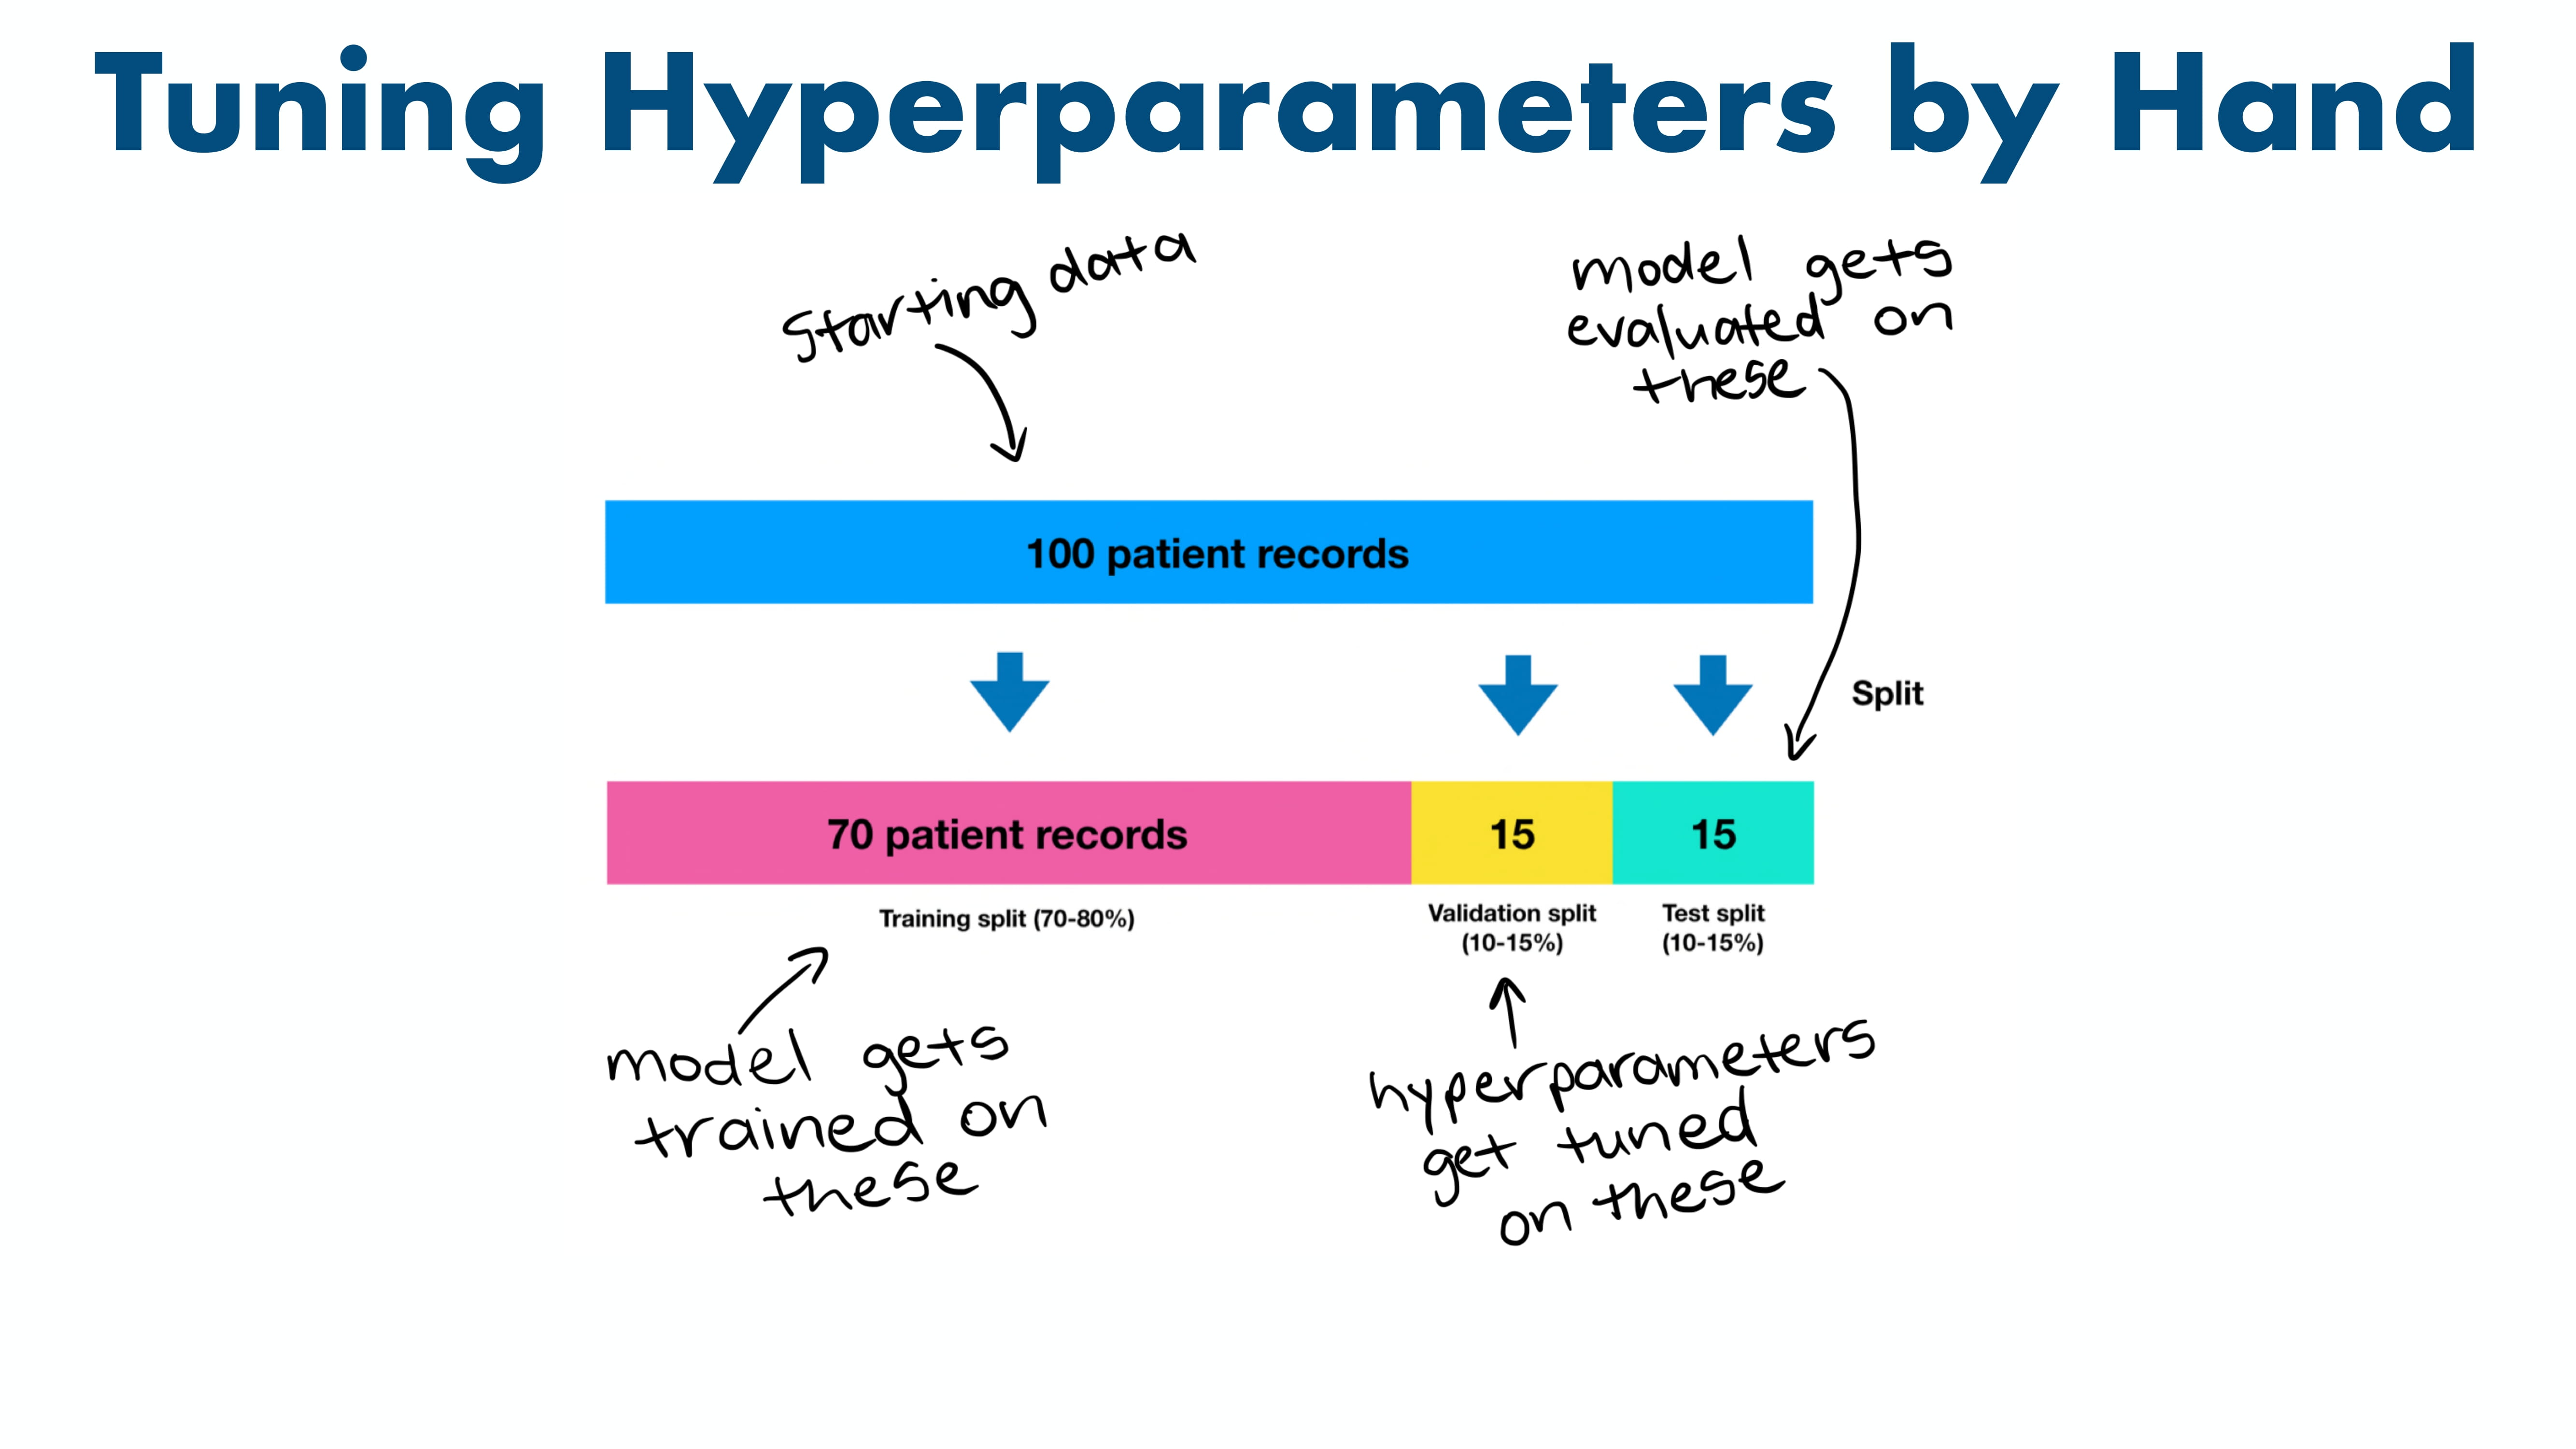 Tuning Hyperparameters by Hand
Starting data
model gets
evaluated on
these
100 patient records
Split
70 patient records
15
15
Training split (70-80%)
Validation split
(10-15%)
Test split
(10-15%)
model gets
trained on
these
hyperparameters
get tuned
on these